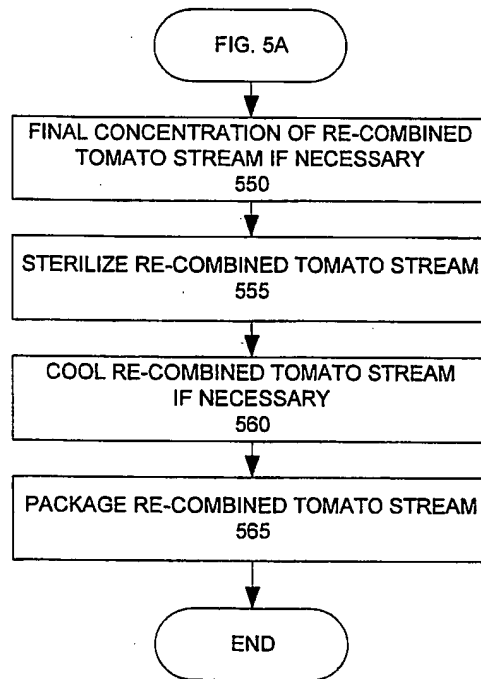 FIG. 5A
FINAL CONCENTRATION OF RE-COMBINED
TOMATO STREAM IF NECESSARY
550
STERILIZE RE-COMBINED TOMATO STREAM
555
COOL RE-COMBINED TOMATO STREAM
IF NECESSARY
560
PACKAGE RE-COMBINED TOMATO STREAM
565
END